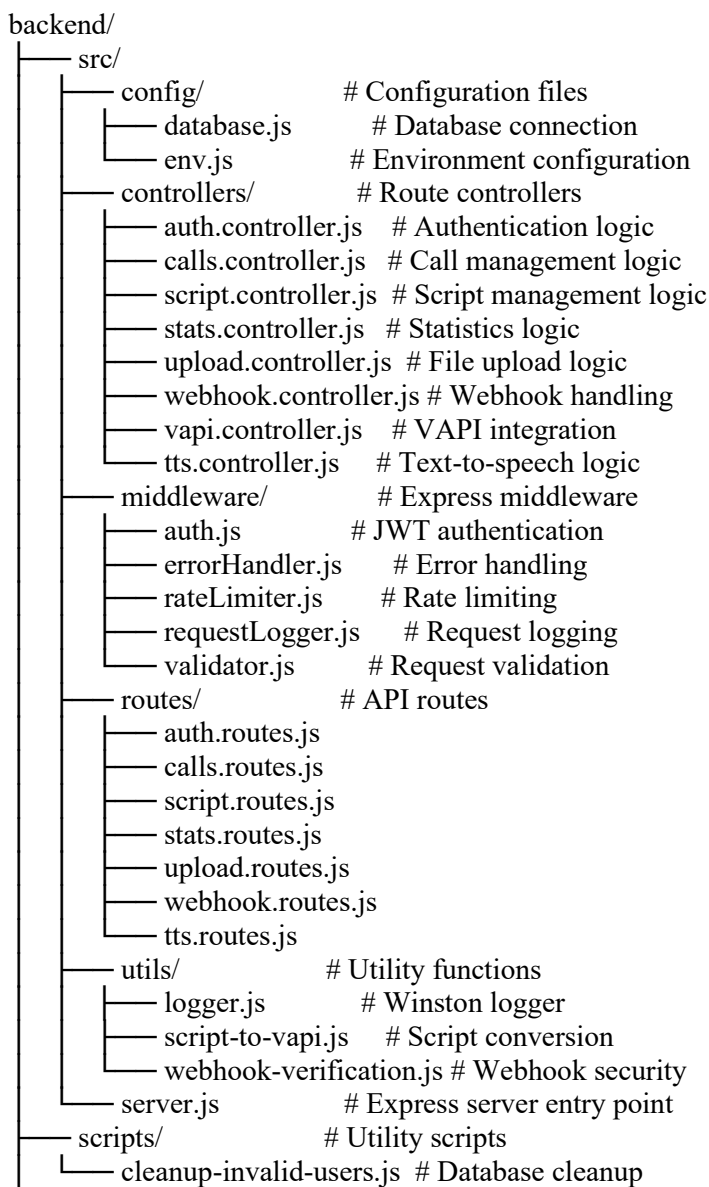 backend/
├── src/
│   ├── config/                 # Configuration files
│   │   ├── database.js             # Database connection
│   │   └── env.js                  # Environment configuration
│   ├── controllers/            # Route controllers
│   │   ├── auth.controller.js    # Authentication logic
│   │   ├── calls.controller.js   # Call management logic
│   │   ├── script.controller.js  # Script management logic
│   │   ├── stats.controller.js   # Statistics logic
│   │   ├── upload.controller.js  # File upload logic
│   │   ├── webhook.controller.js # Webhook handling
│   │   ├── vapi.controller.js    # VAPI integration
│   │   └── tts.controller.js     # Text-to-speech logic
│   ├── middleware/             # Express middleware
│   │   ├── auth.js                 # JWT authentication
│   │   ├── errorHandler.js       # Error handling
│   │   ├── rateLimiter.js        # Rate limiting
│   │   ├── requestLogger.js      # Request logging
│   │   └── validator.js          # Request validation
│   ├── routes/                 # API routes
│   │   ├── auth.routes.js
│   │   ├── calls.routes.js
│   │   ├── script.routes.js
│   │   ├── stats.routes.js
│   │   ├── upload.routes.js
│   │   ├── webhook.routes.js
│   │   └── tts.routes.js
│   ├── utils/                  # Utility functions
│   │   ├── logger.js             # Winston logger
│   │   ├── script-to-vapi.js     # Script conversion
│   │   └── webhook-verification.js # Webhook security
│   └── server.js               # Express server entry point
├── scripts/                # Utility scripts
│   └── cleanup-invalid-users.js  # Database cleanup